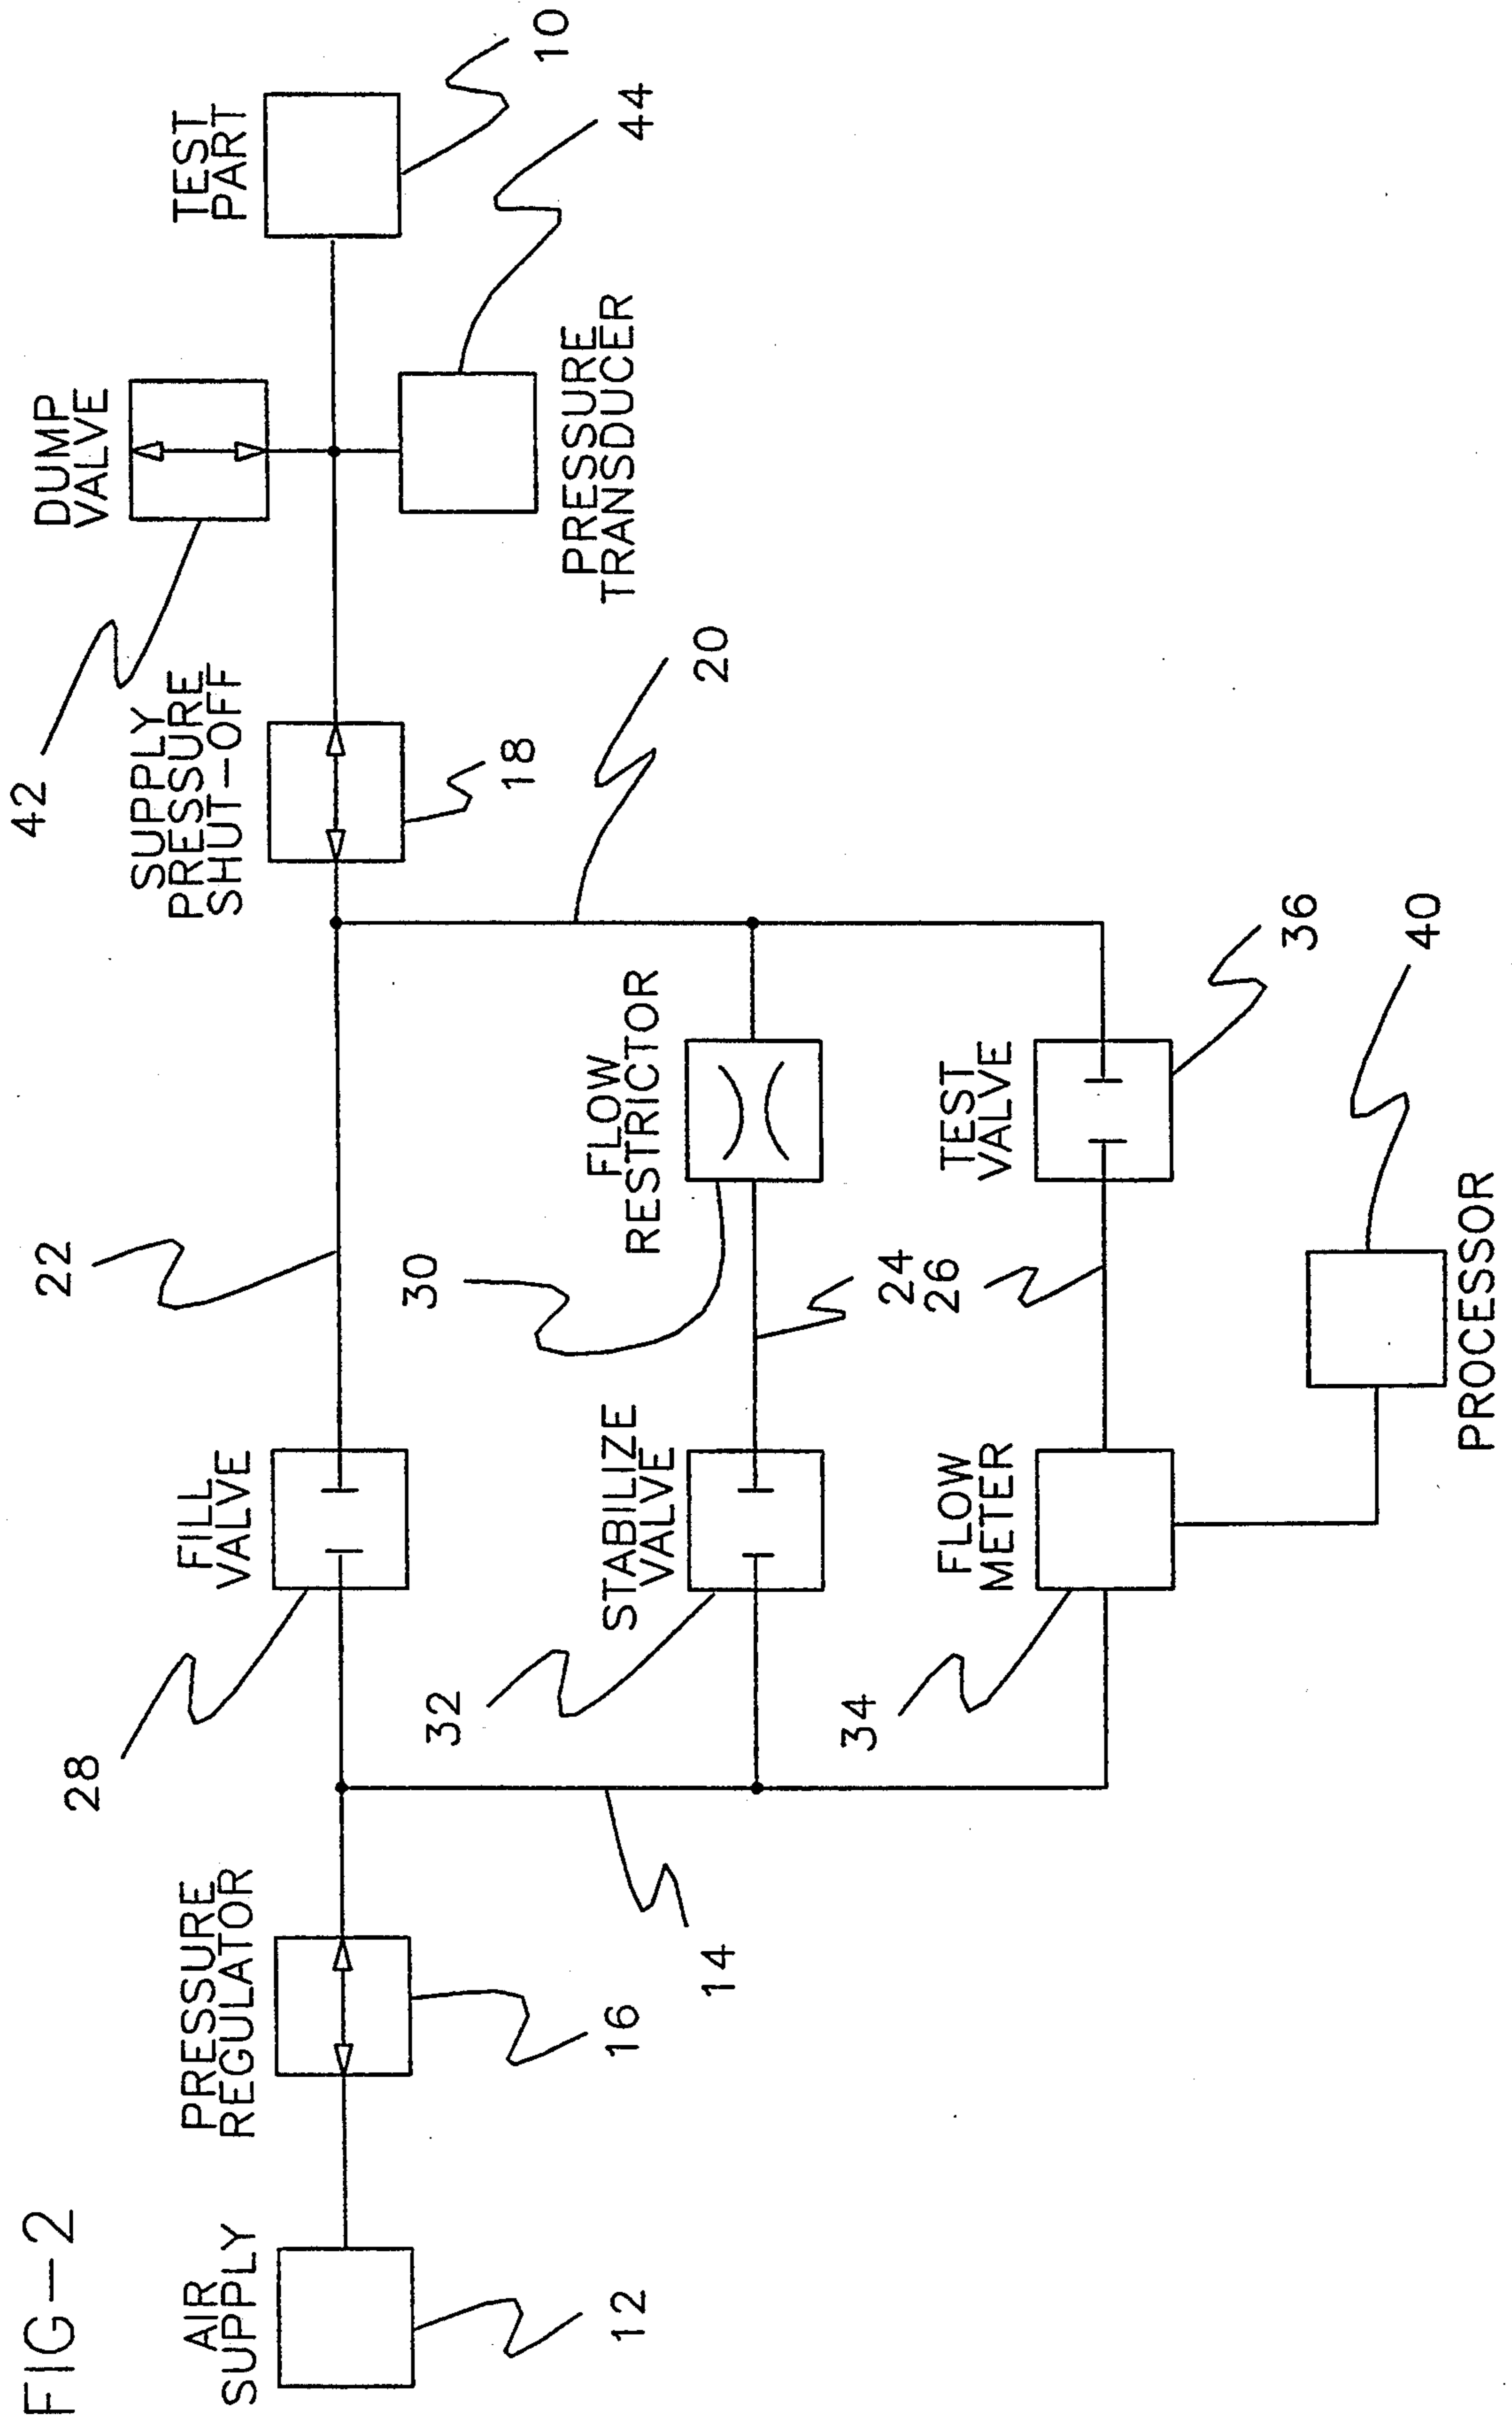 FIG-2
AIR
SUPPLY
12
PRESSURE
REGULATOR
16
14
28
FILL
VALVE
22
32
STABILIZE
VALVE
30
FLOW
RESTRICTOR
24
34
FLOW
METER
26
TEST
VALVE
36
PROCESSOR
40
20
SUPPLY
PRESSURE
SHUT-OFF
18
42
DUMP
VALVE
PRESSURE
TRANSDUCER
44
TEST
PART
10